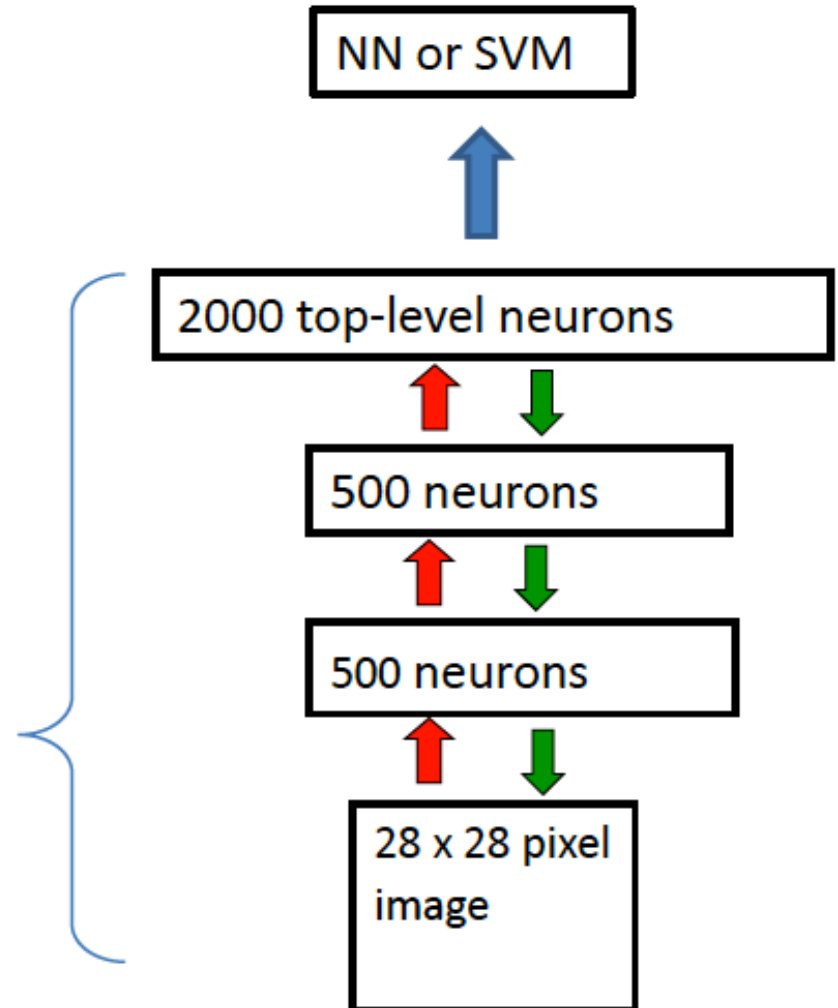 NN or SVM
2000 top-level neurons
500 neurons
500 neurons
28 x 28 pixel
image